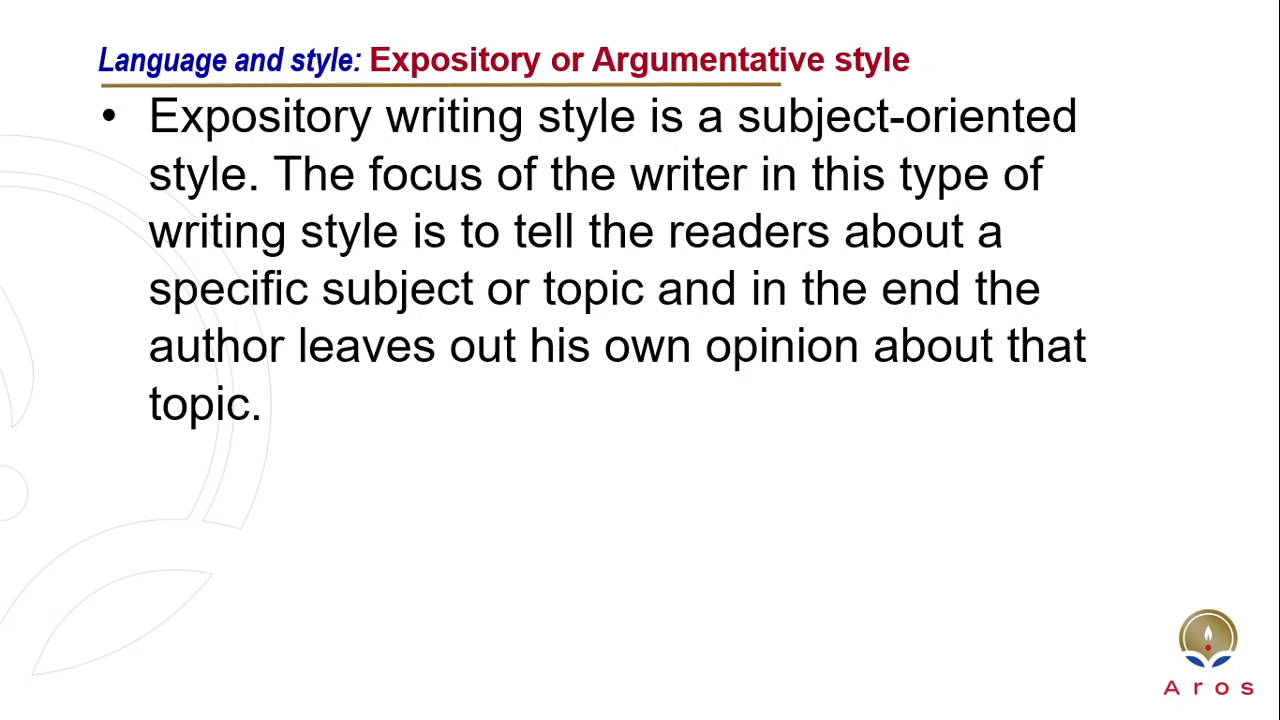 Language and style: Expository or Argumentative style
• Expository writing style is a subject-oriented
style. The focus of the writer in this type of
writing style is to tell the readers about a
specific subject or topic and in the end the
author leaves out his own opinion about that
topic.
Aros